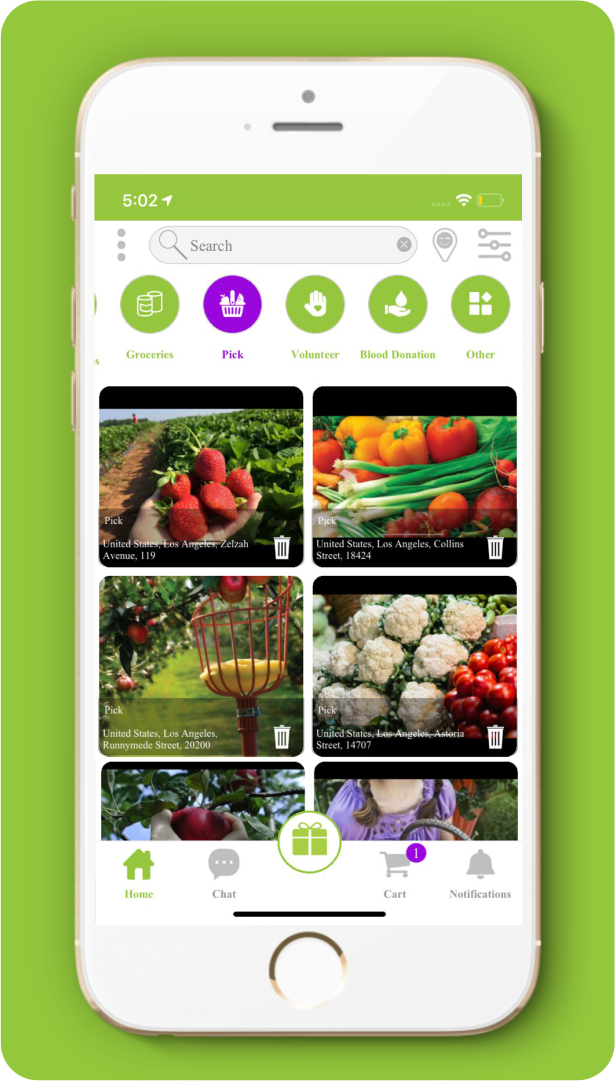 5:02
Search
s
Groceries
Pick
Volunteer
Blood Donation
Other
Pick
United States, Los Angeles, Zelzah
Avenue, 119
Pick
United States, Los Angeles, Collins
Street, 18424
Pick
United States, Los Angeles,
Runnymede Street, 20200
Pick
United States, Los Angeles, Astoria
Street, 14707
1
Home
Chat
Cart
Notifications